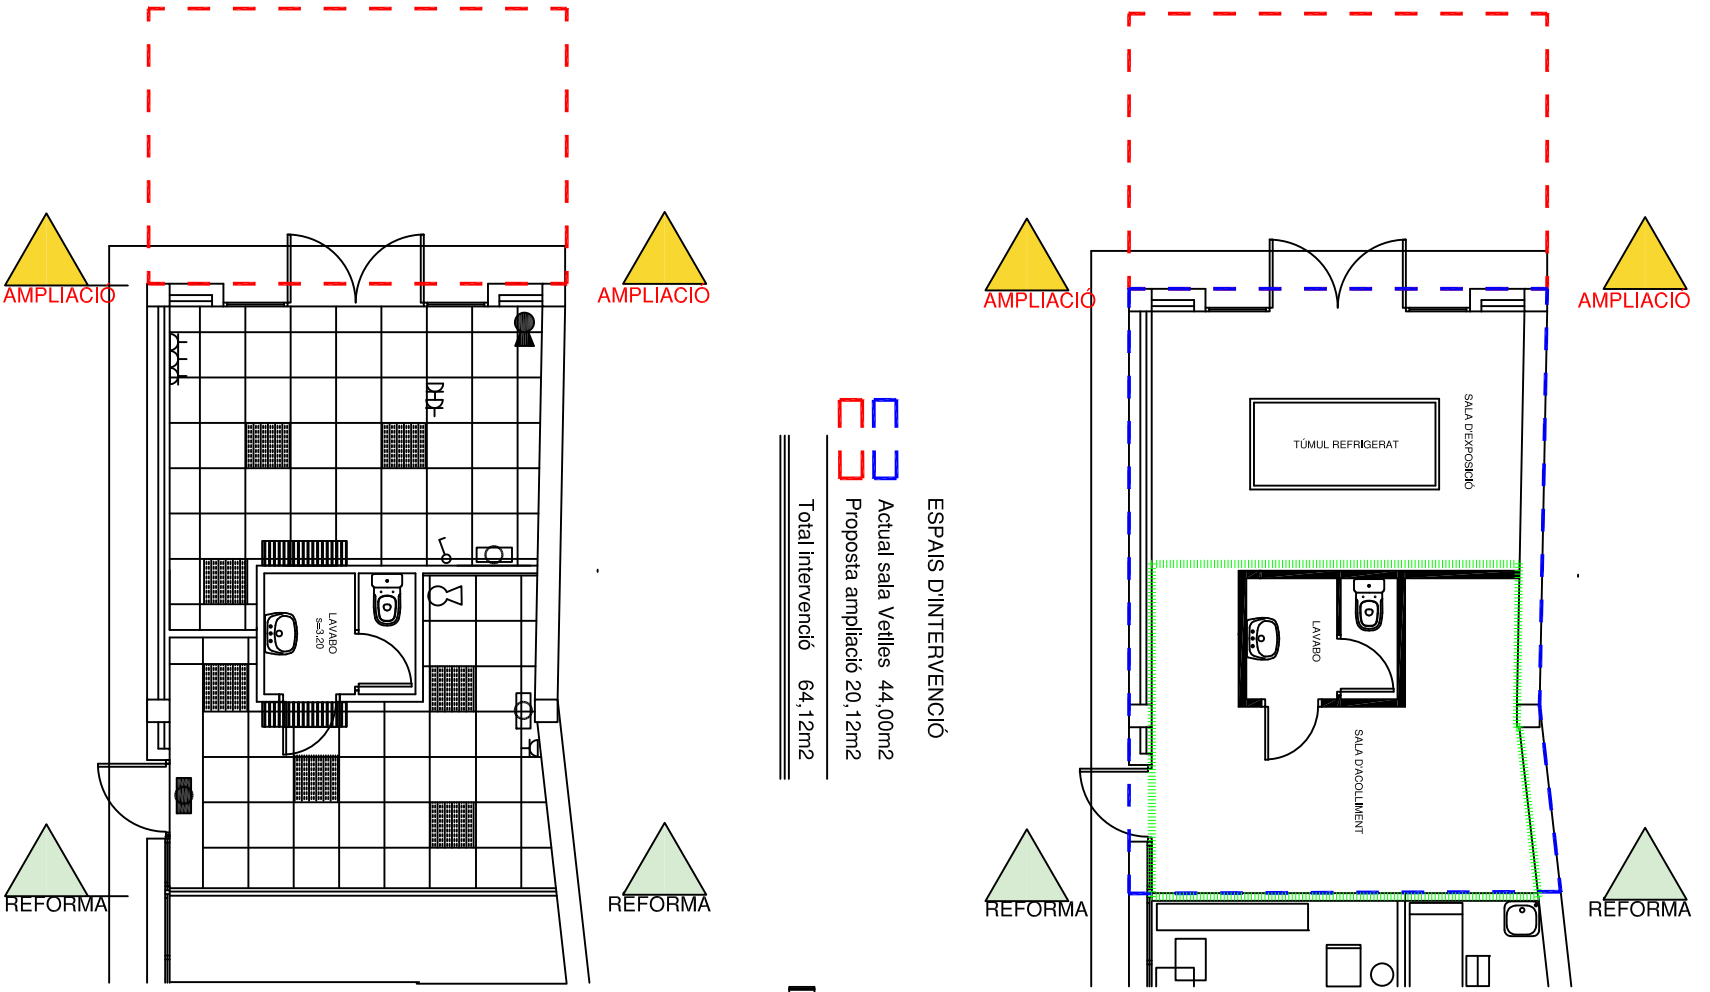 AMPLIACIÓ
AMPLIACIÓ
LAVABO
s=3.20
REFORMA
REFORMA
ESPAIS D'INTERVENCIÓ
Actual sala Vetlles 44,00m2
Proposta ampliació 20,12m2
Total intervenció 64,12m2
AMPLIACIÓ
AMPLIACIÓ
SALA D'EXPOSICIÓ
TÚMUL REFRIGERAT
LAVABO
SALA D'ACOLLIMENT
REFORMA
REFORMA